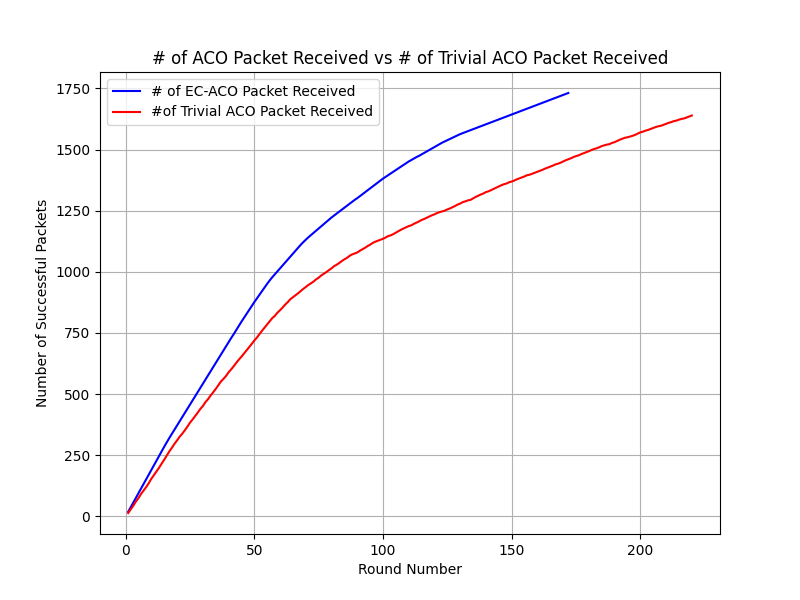 # of ACO Packet Received vs # of Trivial ACO Packet Received
# of EC-ACO Packet Received
#of Trivial ACO Packet Received
Number of Successful Packets
1750
1500
1250
1000
750
500
250
0
0 50 100 150 200
Round Number